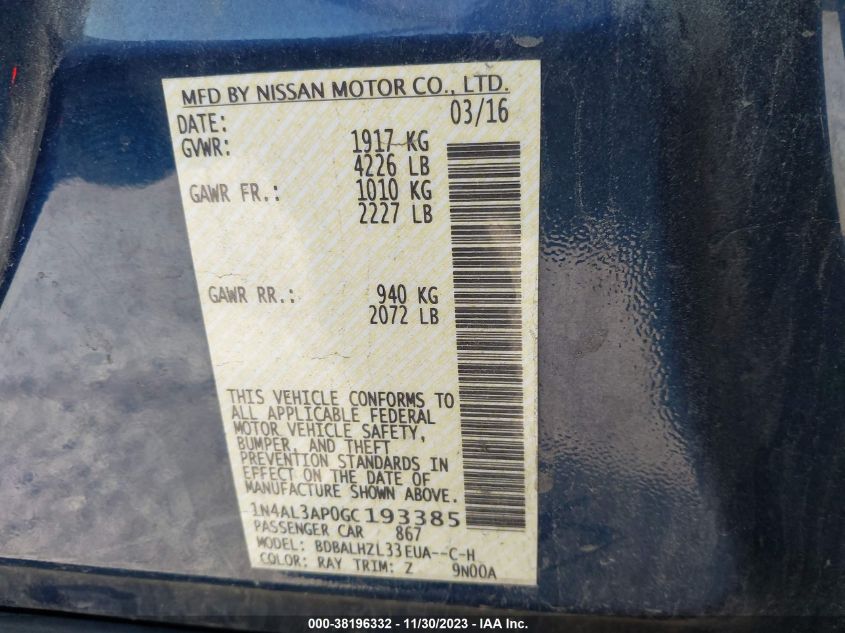 MFD BY NISSAN MOTOR CO., LTD.
DATE: 03/16
GVWR: 1917 KG
4226 LB
GAWR FR.: 1010 KG
2227 LB
GAWR RR.: 940 KG
2072 LB
THIS VEHICLE CONFORMS TO
ALL APPLICABLE FEDERAL
MOTOR VEHICLE SAFETY,
BUMPER, AND THEFT
PREVENTION STANDARDS IN
EFFECT ON THE DATE OF
MANUFACTURE SHOWN ABOVE.
1N4AL3AP0GC193385
PASSENGER CAR 867
MODEL: BDBALHZL33EUA--C-H
COLOR: RAY TRIM: Z 9N00A
000-38196332 - 11/30/2023 - IAA Inc.